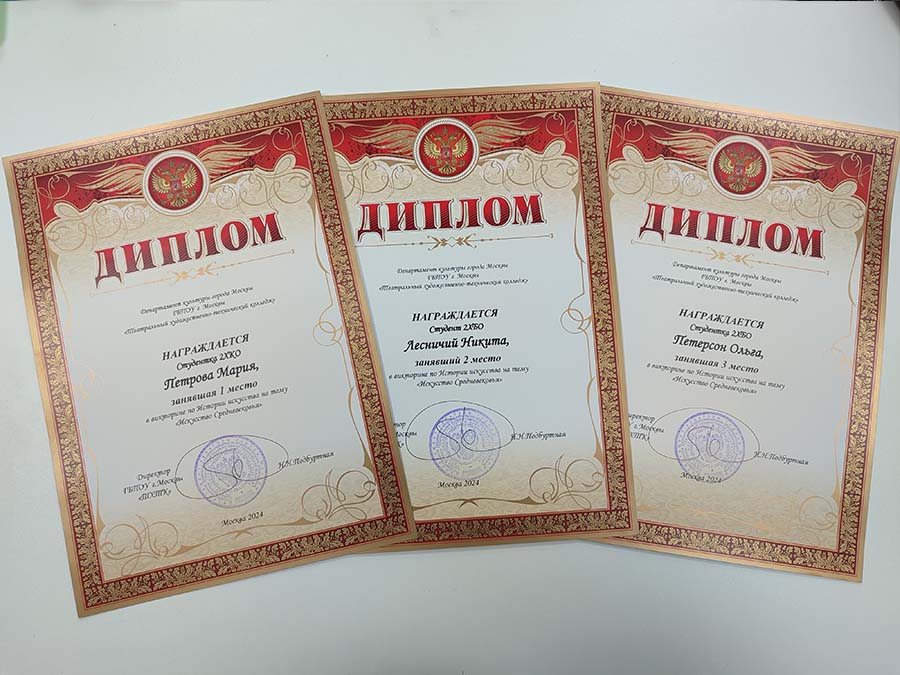 ДИПЛОМ
Департамент культуры города Москвы
ГБПОУ г. Москвы
«Театральный художественно-технический колледж»
НАГРАЖДАЕТСЯ
Студентка 2ХКО
Петрова Мария,
занявшая 1 место
в викторине по Истории искусства на тему
«Искусство Средневековья»
Директор
ГБПОУ г.Москвы
И.Н.Подбуртная
Москва 2024
ДИПЛОМ
Департамент культуры города Москвы
ГБПОУ г. Москвы
«Театральный художественно-технический колледж»
НАГРАЖДАЕТСЯ
Студент 2ХБО
Лесничий Никита,
занявший 2 место
в викторине по Истории искусства на тему
«Искусство Средневековья»
И.Н.Подбуртная
Москва 2024
ДИПЛОМ
Департамент культуры города Москвы
ГБПОУ г. Москвы
«Театральный художественно-технический колледж»
НАГРАЖДАЕТСЯ
Студентка 2ХБО
Петерсон Ольга,
занявшая 3 место
в викторине по Истории искусства на тему
«Искусство Средневековья»
И.Н.Подбуртная
Москва 2024